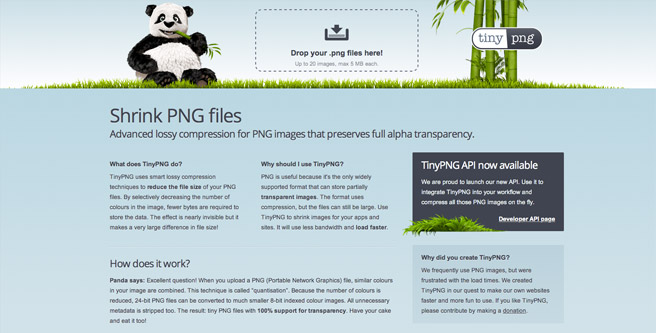 Drop your .png files here!
Up to 20 images, max 5 MB each.
tiny png
Shrink PNG files
Advanced lossy compression for PNG images that preserves full alpha transparency.
What does TinyPNG do?
TinyPNG uses smart lossy compression
techniques to reduce the file size of your PNG
files. By selectively decreasing the number of
colours in the image, fewer bytes are required to
store the data. The effect is nearly invisible but it
makes a very large difference in file size!
Why should I use TinyPNG?
PNG is useful because it's the only widely
supported format that can store partially
transparent images. The format uses
compression, but the files can still be large. Use
TinyPNG to shrink images for your apps and
sites. It will use less bandwidth and load faster.
TinyPNG API now available
We are proud to launch our new API. Use it to
integrate TinyPNG into your workflow and
compress all those PNG images on the fly.
Developer API page
How does it work?
Panda says: Excellent question! When you upload a PNG (Portable Network Graphics) file, similar colours
in your image are combined. This technique is called "quantisation". Because the number of colours is
reduced, 24-bit PNG files can be converted to much smaller 8-bit indexed colour images. All unnecessary
metadata is stripped too. The result: tiny PNG files with 100% support for transparency. Have your cake
and eat it too!
Why did you create TinyPNG?
We frequently use PNG images, but were
frustrated with the load times. We created
TinyPNG in our quest to make our own websites
faster and more fun to use. If you like TinyPNG,
please contribute by making a donation.